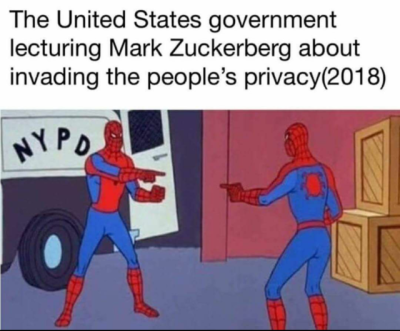 The United States government
lecturing Mark Zuckerberg about
invading the people's privacy(2018)
NYPD